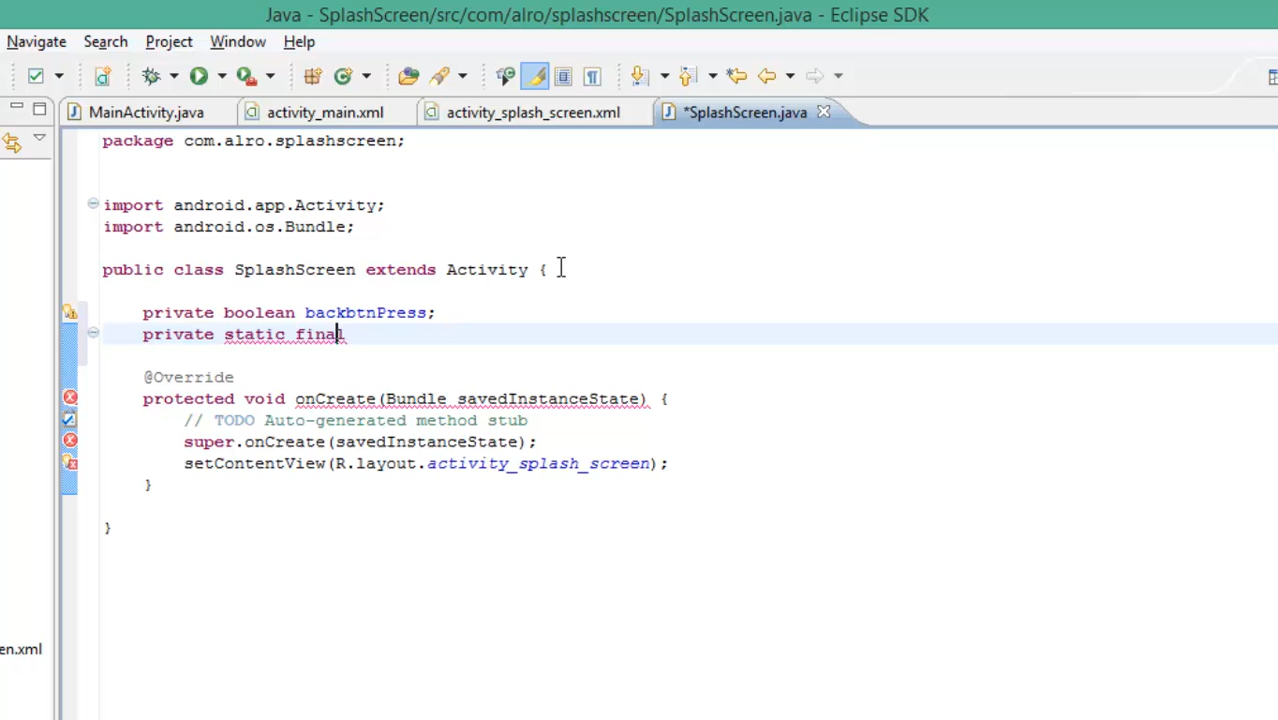 Java - SplashScreen/src/com/alro/splashscreen/SplashScreen.java - Eclipse SDK
Navigate Search Project Window Help
MainActivity.java activity_main.xml activity_splash_screen.xml *SplashScreen.java
package com.alro.splashscreen;
import android.app.Activity;
import android.os.Bundle;
public class SplashScreen extends Activity {
private boolean backbtnPress;
private static final
@Override
protected void onCreate(Bundle savedInstanceState) {
// TODO Auto-generated method stub
super.onCreate(savedInstanceState);
setContentView(R.layout.activity_splash_screen);
}
}
en.xml